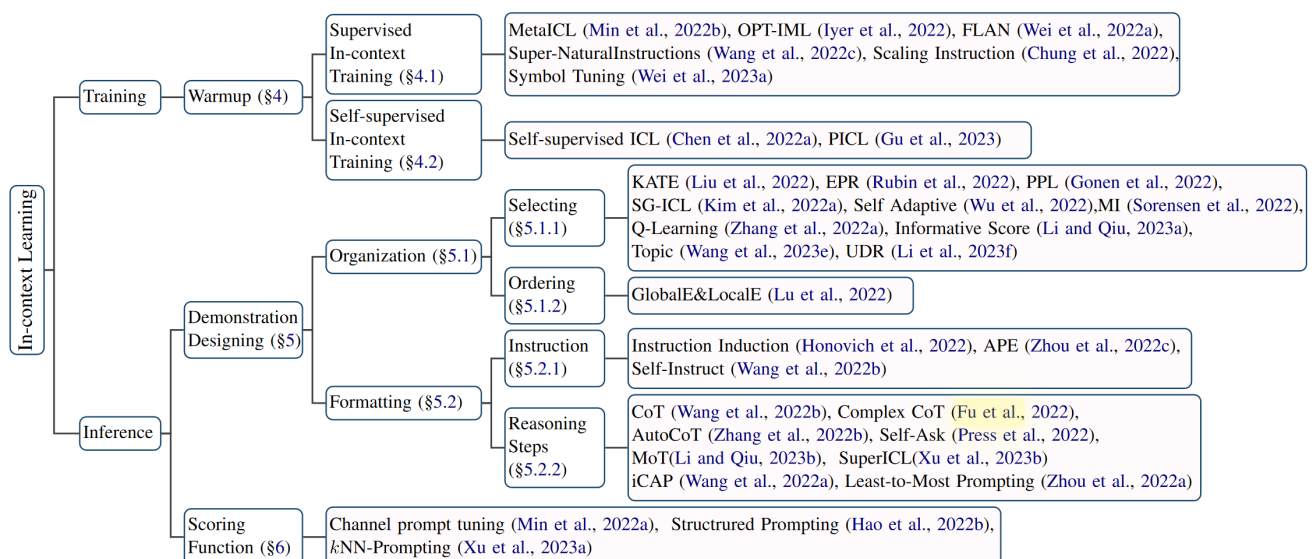 In-context Learning
Training
Warmup (§4)
Supervised
In-context
Training (§4.1)
MetaICL (Min et al., 2022b), OPT-IML (Iyer et al., 2022), FLAN (Wei et al., 2022a),
Super-NaturalInstructions (Wang et al., 2022c), Scaling Instruction (Chung et al., 2022),
Symbol Tuning (Wei et al., 2023a)
Self-supervised
In-context
Training (§4.2)
Self-supervised ICL (Chen et al., 2022a), PICL (Gu et al., 2023)
Inference
Demonstration
Designing (§5)
Organization (§5.1)
Selecting
(§5.1.1)
KATE (Liu et al., 2022), EPR (Rubin et al., 2022), PPL (Gonen et al., 2022),
SG-ICL (Kim et al., 2022a), Self Adaptive (Wu et al., 2022),MI (Sorensen et al., 2022),
Q-Learning (Zhang et al., 2022a), Informative Score (Li and Qiu, 2023a),
Topic (Wang et al., 2023e), UDR (Li et al., 2023f)
Ordering
(§5.1.2)
GlobalE&LocalE (Lu et al., 2022)
Formatting (§5.2)
Instruction
(§5.2.1)
Instruction Induction (Honovich et al., 2022), APE (Zhou et al., 2022c),
Self-Instruct (Wang et al., 2022b)
Reasoning
Steps
(§5.2.2)
CoT (Wang et al., 2022b), Complex CoT (Fu et al., 2022),
AutoCoT (Zhang et al., 2022b), Self-Ask (Press et al., 2022),
MoT(Li and Qiu, 2023b), SuperICL(Xu et al., 2023b)
iCAP (Wang et al., 2022a), Least-to-Most Prompting (Zhou et al., 2022a)
Scoring
Function (§6)
Channel prompt tuning (Min et al., 2022a), Structrured Prompting (Hao et al., 2022b),
kNN-Prompting (Xu et al., 2023a)